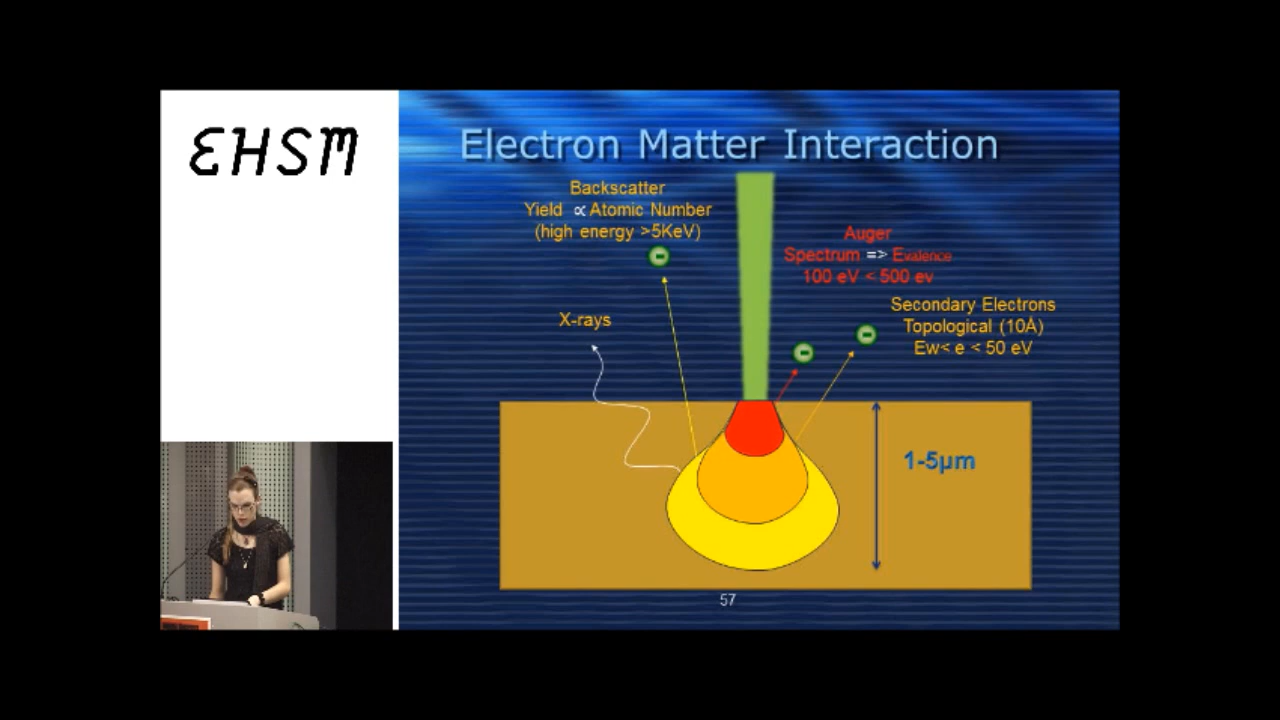 EHSM
Electron Matter Interaction
Backscatter
Yield ∝ Atomic Number
(high energy >5KeV)
Auger
Spectrum => Evalence
100 eV < 500 ev
Secondary Electrons
Topological (10Å)
Ew< e < 50 eV
X-rays
1-5µm
57